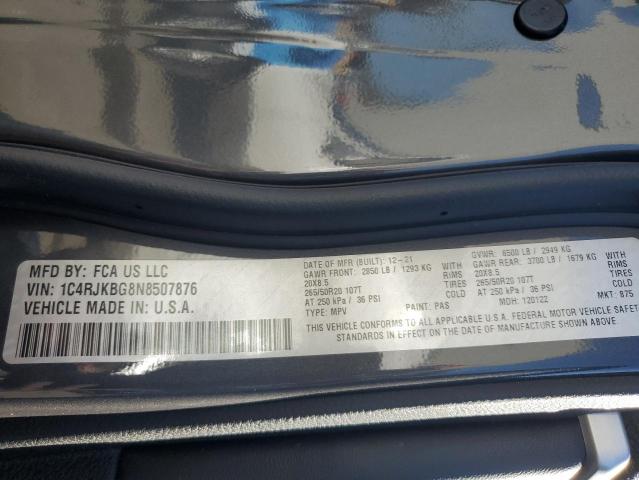 MFD BY: FCA US LLC
VIN: 1C4RJKBG8N8507876
VEHICLE MADE IN: U.S.A.
DATE OF MFR (BUILT): 12-21 GVWR: 6500 LB / 2949 KG
GAWR FRONT: 2850 LB / 1293 KG WITH GAWR REAR: 3700 LB / 1679 KG WITH
20X8.5 RIMS 20X8.5 RIMS
265/50R20 107T TIRES 265/50R20 107T TIRES
AT 250 kPa / 36 PSI COLD AT 250 kPa / 36 PSI COLD
TYPE: MPV PAINT: PAS MDH: 120122 MKT: 875
THIS VEHICLE CONFORMS TO ALL APPLICABLE U.S.A. FEDERAL MOTOR VEHICLE SAFET
STANDARDS IN EFFECT ON THE DATE OF MANUFACTURE SHOWN ABOVE.